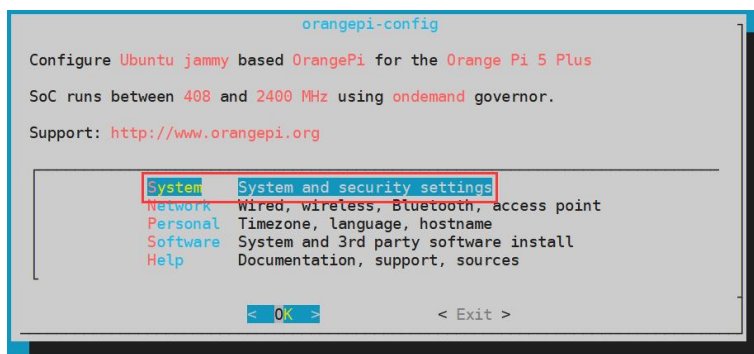 orangepi-config
Configure Ubuntu jammy based OrangePi for the Orange Pi 5 Plus
SoC runs between 408 and 2400 MHz using ondemand governor.
Support: http://www.orangepi.org
System System and security settings
Network Wired, wireless, Bluetooth, access point
Personal Timezone, language, hostname
Software System and 3rd party software install
Help Documentation, support, sources
< OK > < Exit >